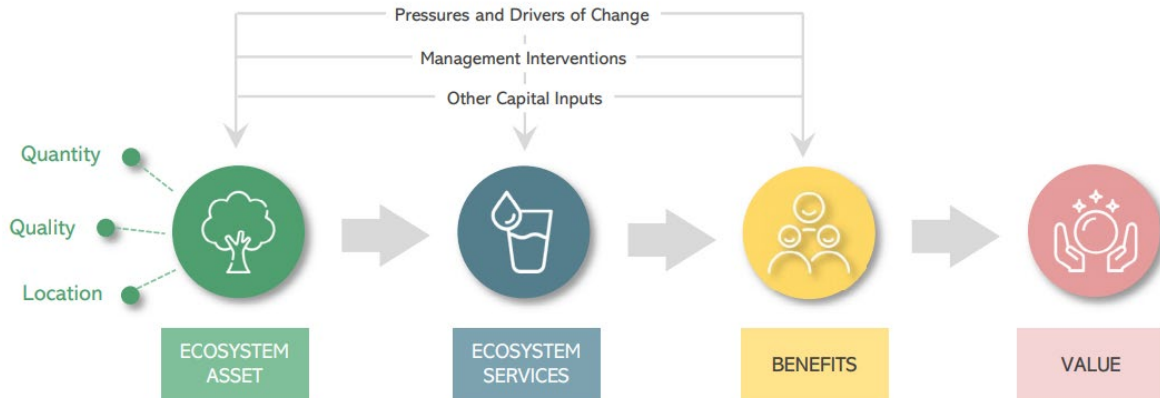 Pressures and Drivers of Change
Management Interventions
Other Capital Inputs
Quantity
Quality
Location
ECOSYSTEM
ASSET
ECOSYSTEM
SERVICES
BENEFITS
VALUE